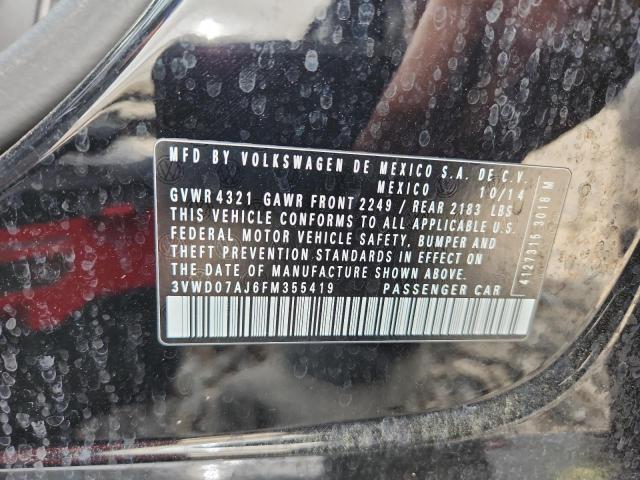 MFD BY VOLKSWAGEN DE MEXICO S.A. DE C.V.
MEXICO 10/14
GVWR 4321 GAWR FRONT 2249 / REAR 2183 LBS
THIS VEHICLE CONFORMS TO ALL APPLICABLE U.S.
FEDERAL MOTOR VEHICLE SAFETY, BUMPER AND
THEFT PREVENTION STANDARDS IN EFFECT ON
THE DATE OF MANUFACTURE SHOWN ABOVE.
3VWD07AJ6FM355419 PASSENGER CAR
4127316 3018 M